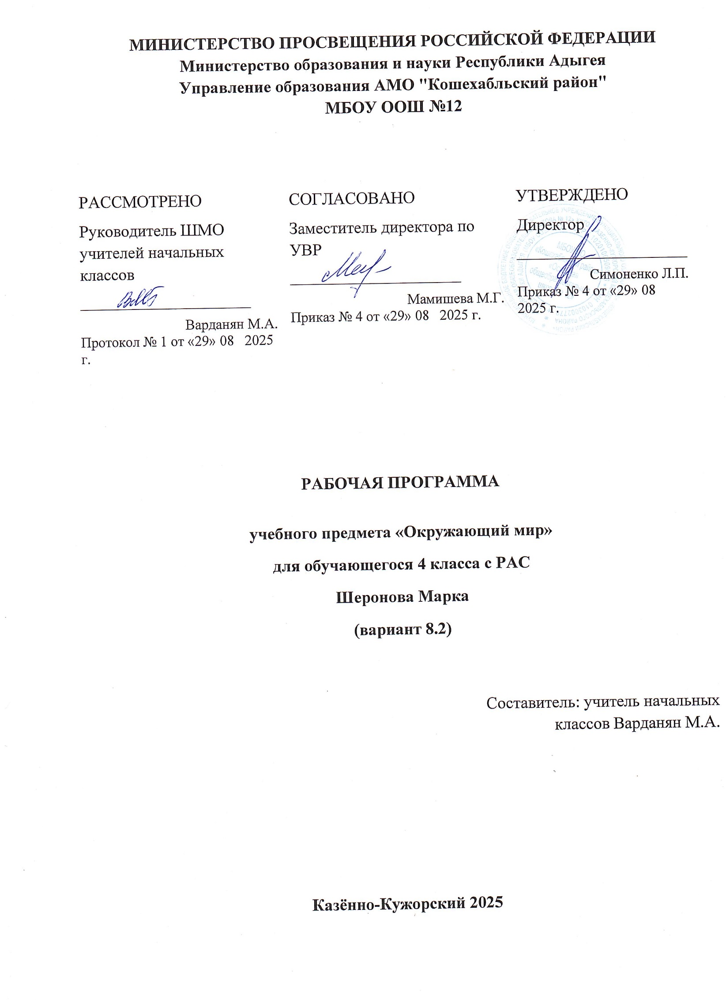 МИНИСТЕРСТВО ПРОСВЕЩЕНИЯ РОССИЙСКОЙ ФЕДЕРАЦИИ
Министерство образования и науки Республики Адыгея
Управление образования АМО "Кошехабльский район"
МБОУ ООШ №12
РАССМОТРЕНО
Руководитель ШМО
учителей начальных
классов
Варданян М.А.
Протокол № 1 от «29» 08 2025
г.
СОГЛАСОВАНО
Заместитель директора по
УВР
Мамишева М.Г.
Приказ № 4 от «29» 08 2025 г.
УТВЕРЖДЕНО
Директор
Симоненко Л.П.
Приказ № 4 от «29» 08
2025 г.
РАБОЧАЯ ПРОГРАММА
учебного предмета «Окружающий мир»
для обучающегося 4 класса с РАС
Шеронова Марка
(вариант 8.2)
Составитель: учитель начальных
классов Варданян М.А.
Казённо-Кужорский 2025